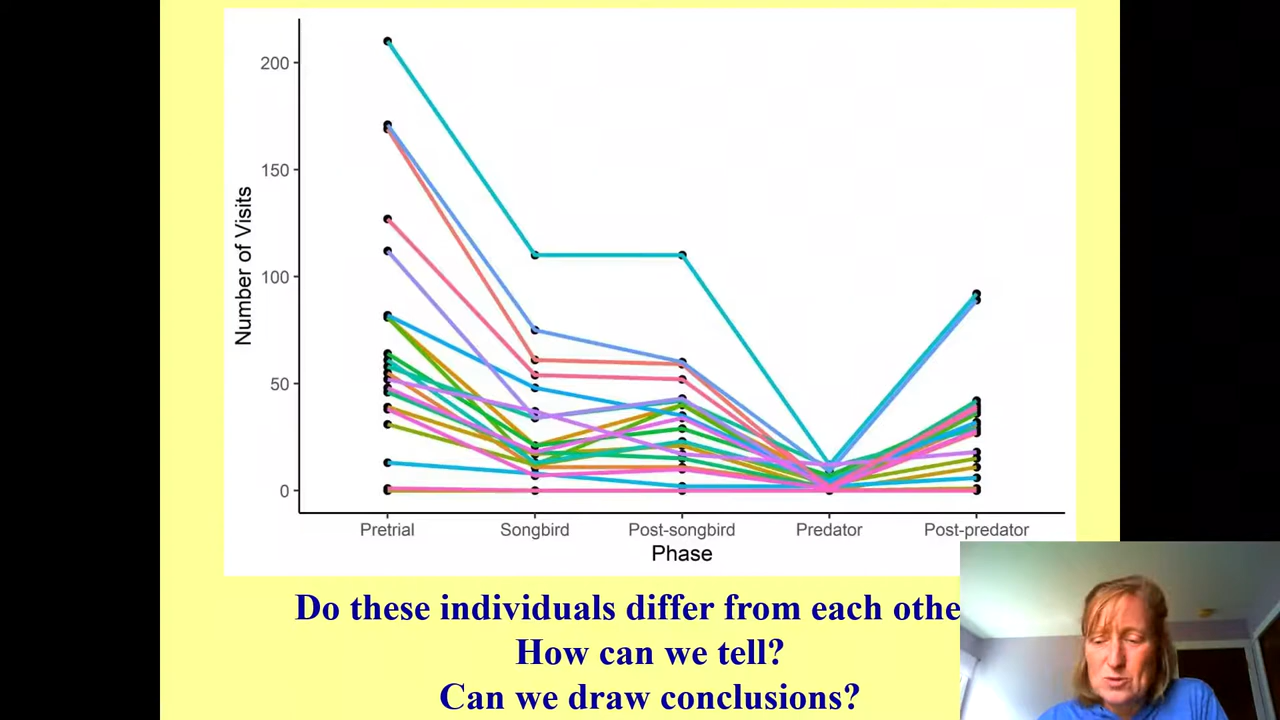 200
150
100
50
0
Number of Visits
Pretrial Songbird Post-songbird Predator Post-predator
Phase
Do these individuals differ from each othe
How can we tell?
Can we draw conclusions?